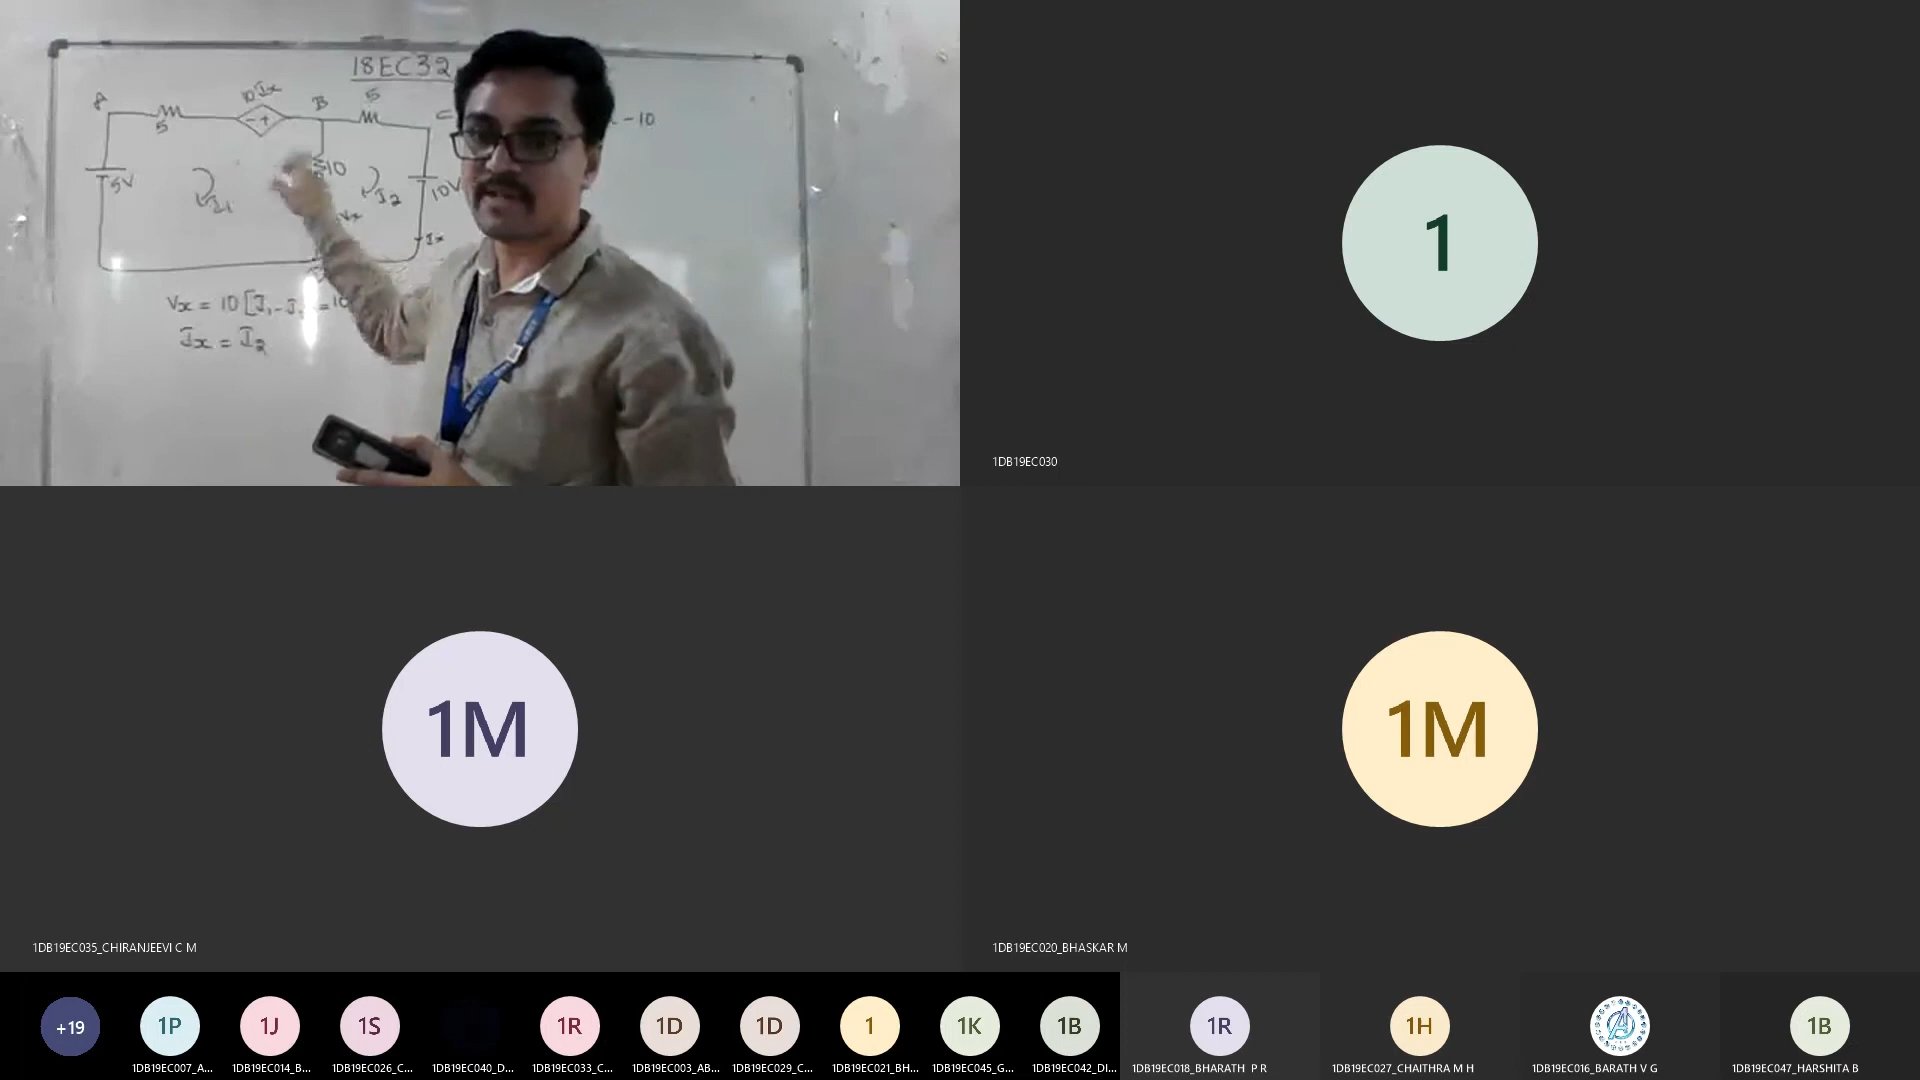 18EC32
A
10Ix
B
5
C
5
- 10
10
5V
I1
I2
10V
Vx
Ix
Vx = 10 [I1 - I = 10
Ix = I2
1
1DB19EC030
1M
1M
1DB19EC035_CHIRANJEEVI C M
1DB19EC020_BHASKAR M
+19
1P
1J
1S
1R
1D
1D
1
1K
1B
1R
1H
1B
1DB19EC007_A...
1DB19EC014_B...
1DB19EC026_C...
1DB19EC040_D...
1DB19EC033_C...
1DB19EC003_AB...
1DB19EC029_C...
1DB19EC021_BH...
1DB19EC045_G...
1DB19EC042_DI...
1DB19EC018_BHARATH P R
1DB19EC027_CHAITHRA M H
1DB19EC016_BARATH V G
1DB19EC047_HARSHITA B